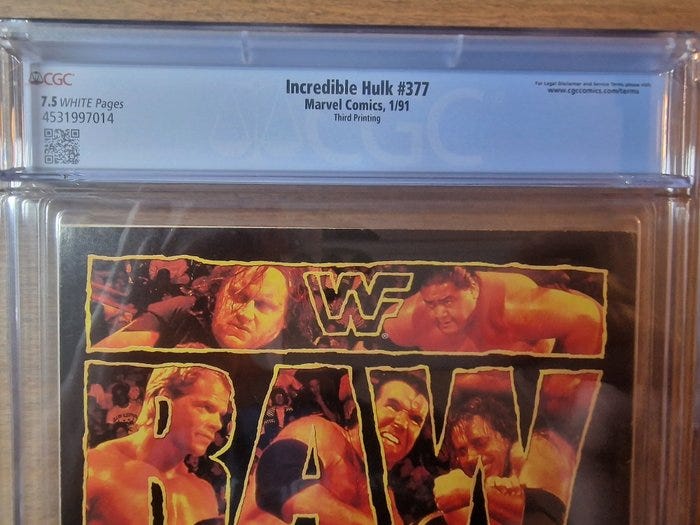 CGC
7.5 WHITE Pages
4531997014
Incredible Hulk #377
Marvel Comics, 1/91
Third Printing
For Legal Disclaimer and Service Terms, please visit:
www.cgccomics.com/terms
CGC
WF
RAW